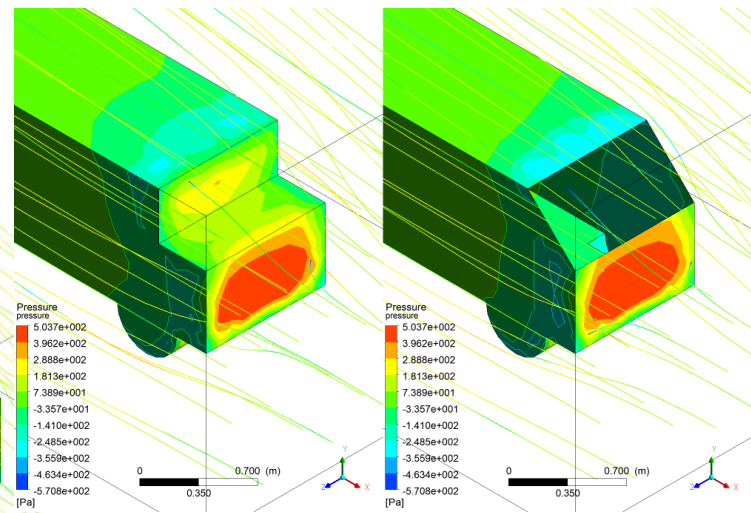 Pressure
pressure
5.037e+002
3.962e+002
2.888e+002
1.813e+002
7.389e+001
-3.357e+001
-1.410e+002
-2.485e+002
-3.559e+002
-4.634e+002
-5.708e+002
[Pa]
0
0.700 (m)
0.350
Y
Z
X
Pressure
pressure
5.037e+002
3.962e+002
2.888e+002
1.813e+002
7.389e+001
-3.357e+001
-1.410e+002
-2.485e+002
-3.559e+002
-4.634e+002
-5.708e+002
[Pa]
0
0.700 (m)
0.350
Y
Z
X